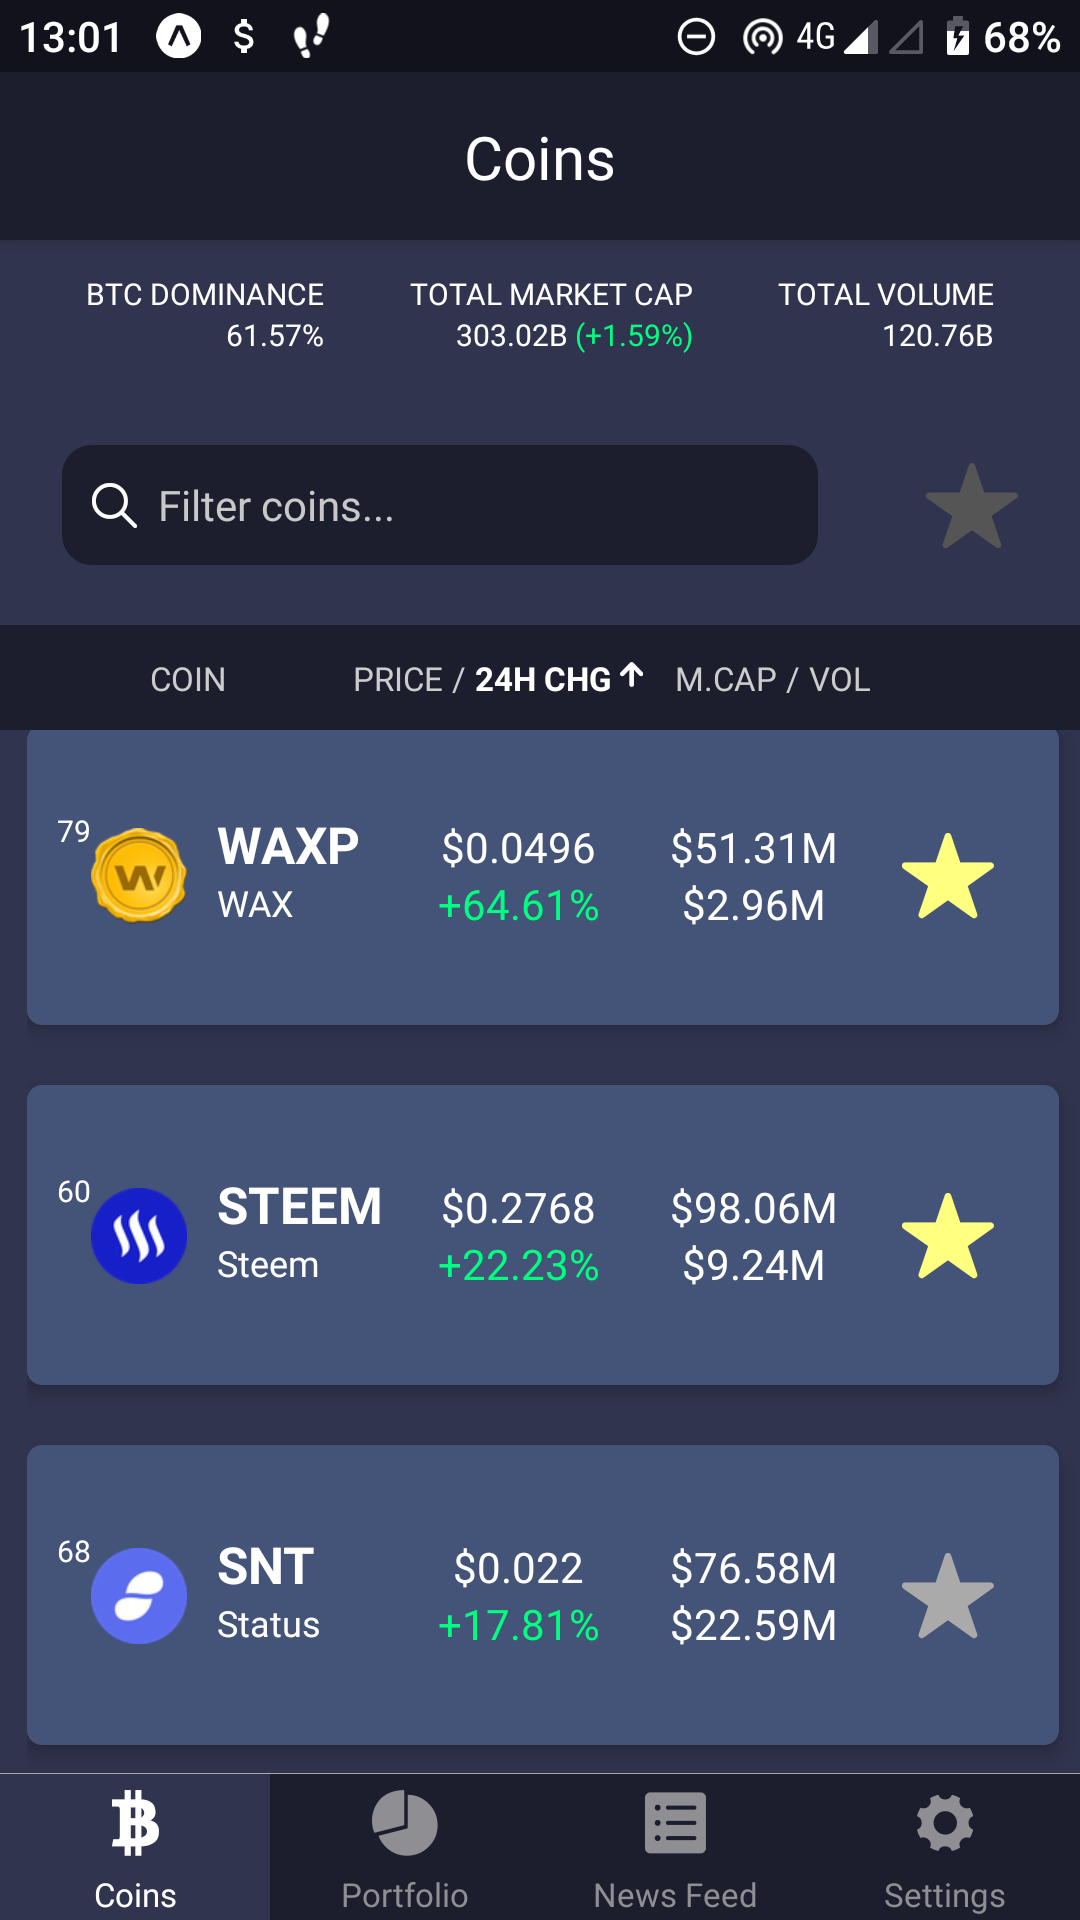 13:01 $ 4G 68%
Coins
BTC DOMINANCE TOTAL MARKET CAP TOTAL VOLUME
61.57% 303.02B (+1.59%) 120.76B
Filter coins...
COIN PRICE / 24H CHG M.CAP / VOL
79 WAXP $0.0496 $51.31M
WAX +64.61% $2.96M
60 STEEM $0.2768 $98.06M
Steem +22.23% $9.24M
68 SNT $0.022 $76.58M
Status +17.81% $22.59M
Coins Portfolio News Feed Settings